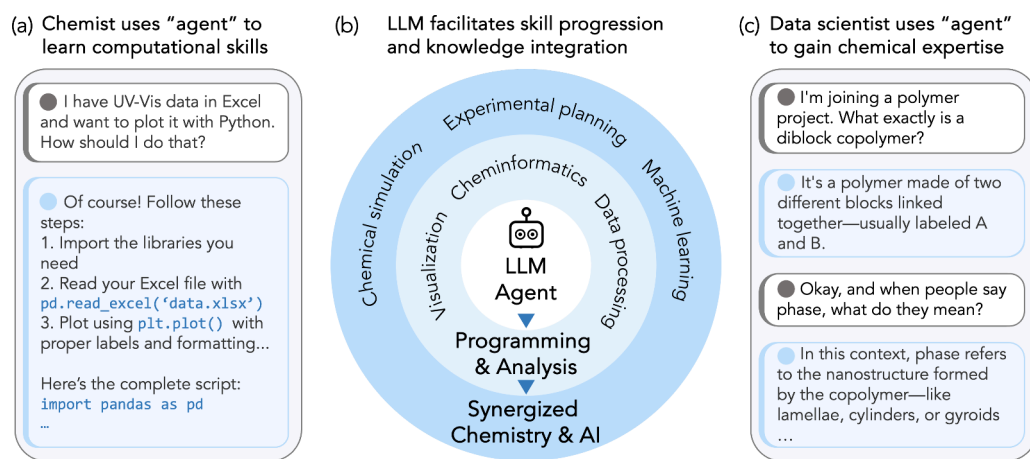 (a) Chemist uses “agent” to
learn computational skills
I have UV-Vis data in Excel
and want to plot it with Python.
How should I do that?
Of course! Follow these
steps:
1. Import the libraries you
need
2. Read your Excel file with
pd.read_excel(‘data.xlsx’)
3. Plot using plt.plot() with
proper labels and formatting...
Here’s the complete script:
import pandas as pd
…
(b) LLM facilitates skill progression
and knowledge integration
Chemical simulation
Experimental planning
Machine learning
Visualization
Cheminformatics
Data processing
LLM
Agent
Programming
& Analysis
Synergized
Chemistry & AI
(c) Data scientist uses “agent”
to gain chemical expertise
I'm joining a polymer
project. What exactly is a
diblock copolymer?
It's a polymer made of two
different blocks linked
together—usually labeled A
and B.
Okay, and when people say
phase, what do they mean?
In this context, phase refers
to the nanostructure formed
by the copolymer—like
lamellae, cylinders, or gyroids
…